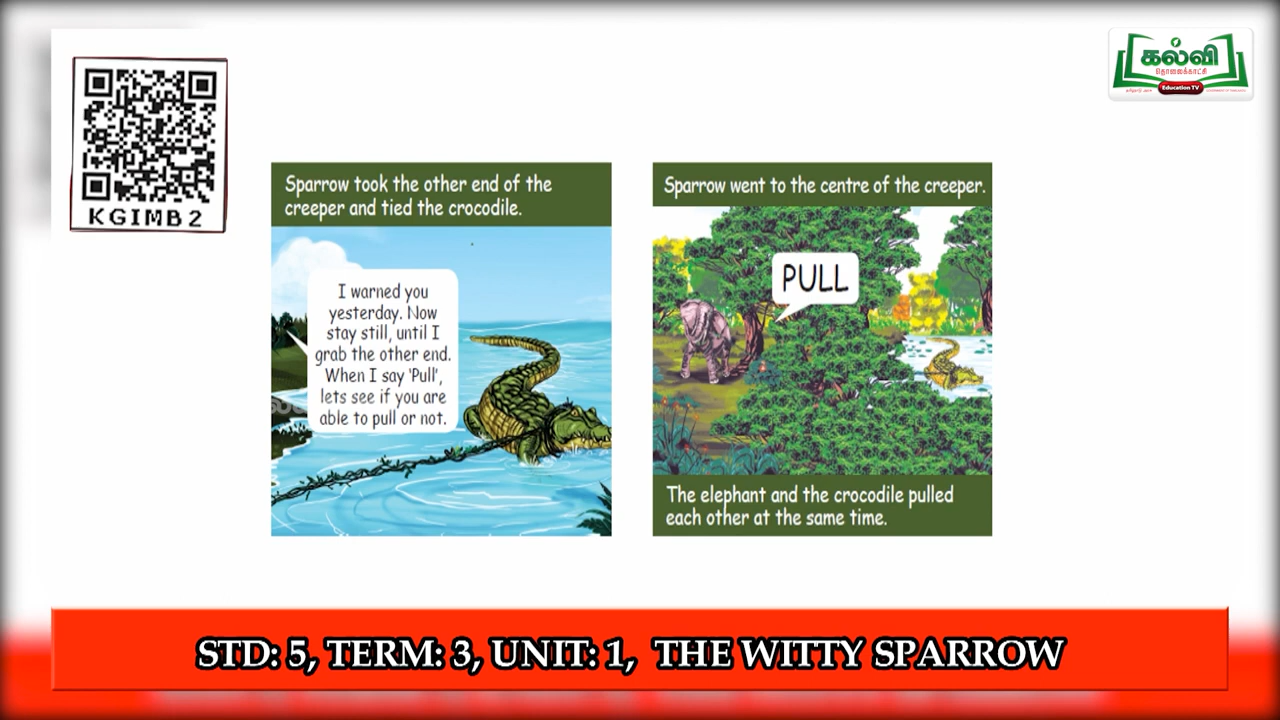 கல்வி
தொலைக்காட்சி
Education TV
KGIMB2
Sparrow took the other end of the
creeper and tied the crocodile.
I warned you
yesterday. Now
stay still, until I
grab the other end.
When I say ‘Pull’,
lets see if you are
able to pull or not.
Sparrow went to the centre of the creeper.
PULL
The elephant and the crocodile pulled
each other at the same time.
STD: 5, TERM: 3, UNIT: 1, THE WITTY SPARROW